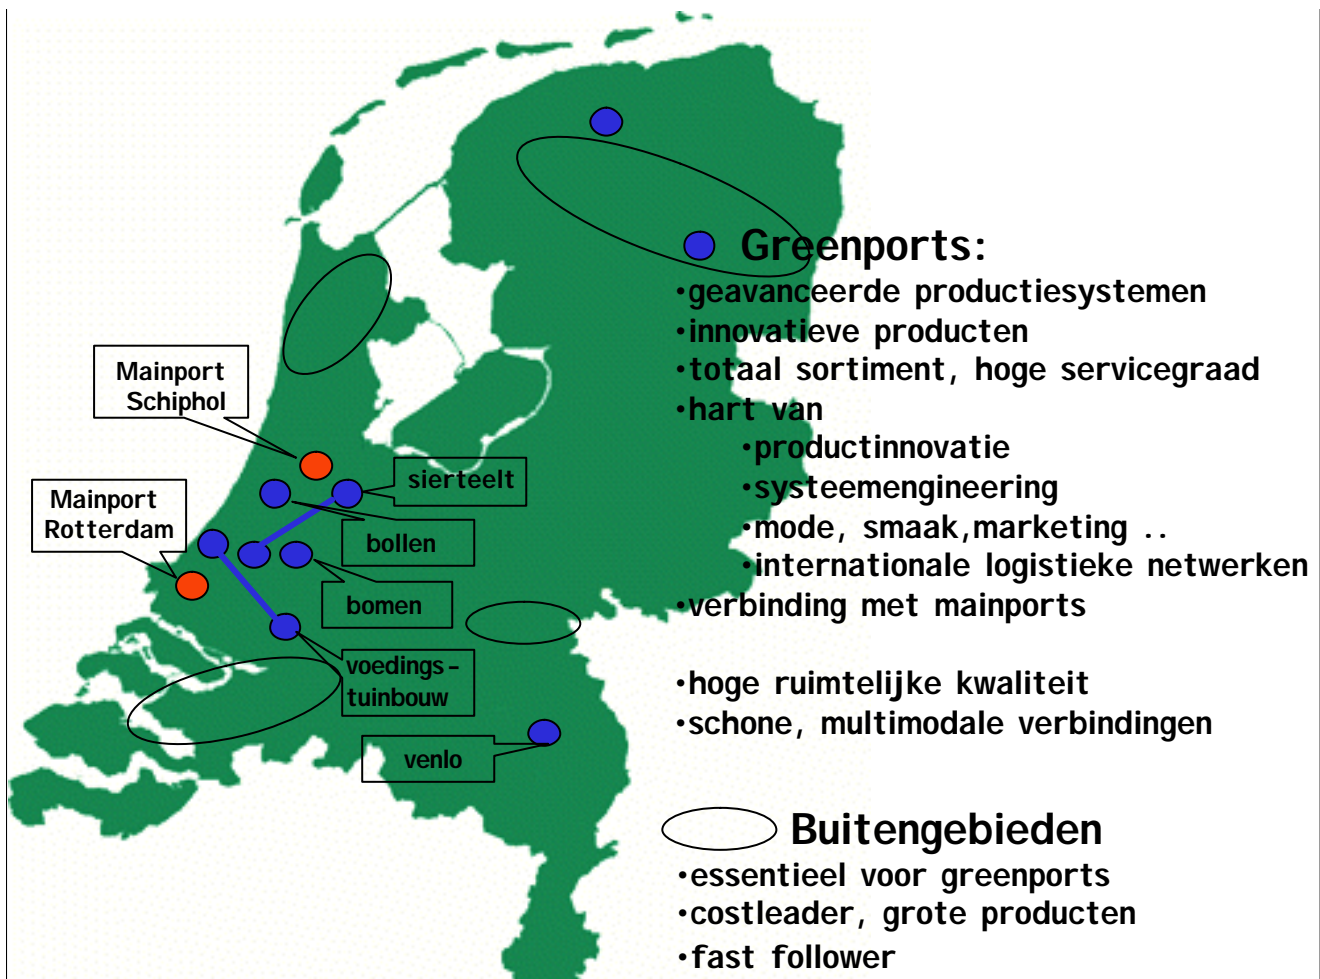 Mainport
Schiphol
Mainport
Rotterdam
sierteelt
bollen
bomen
voedings-
tuinbouw
venlo
Greenports:
•geavanceerde productiesystemen
•innovatieve producten
•totaal sortiment, hoge servicegraad
•hart van
•productinnovatie
•systeemengineering
•mode, smaak,marketing ..
•internationale logistieke netwerken
•verbinding met mainports
•hoge ruimtelijke kwaliteit
•schone, multimodale verbindingen
Buitengebieden
•essentieel voor greenports
•costleader, grote producten
•fast follower